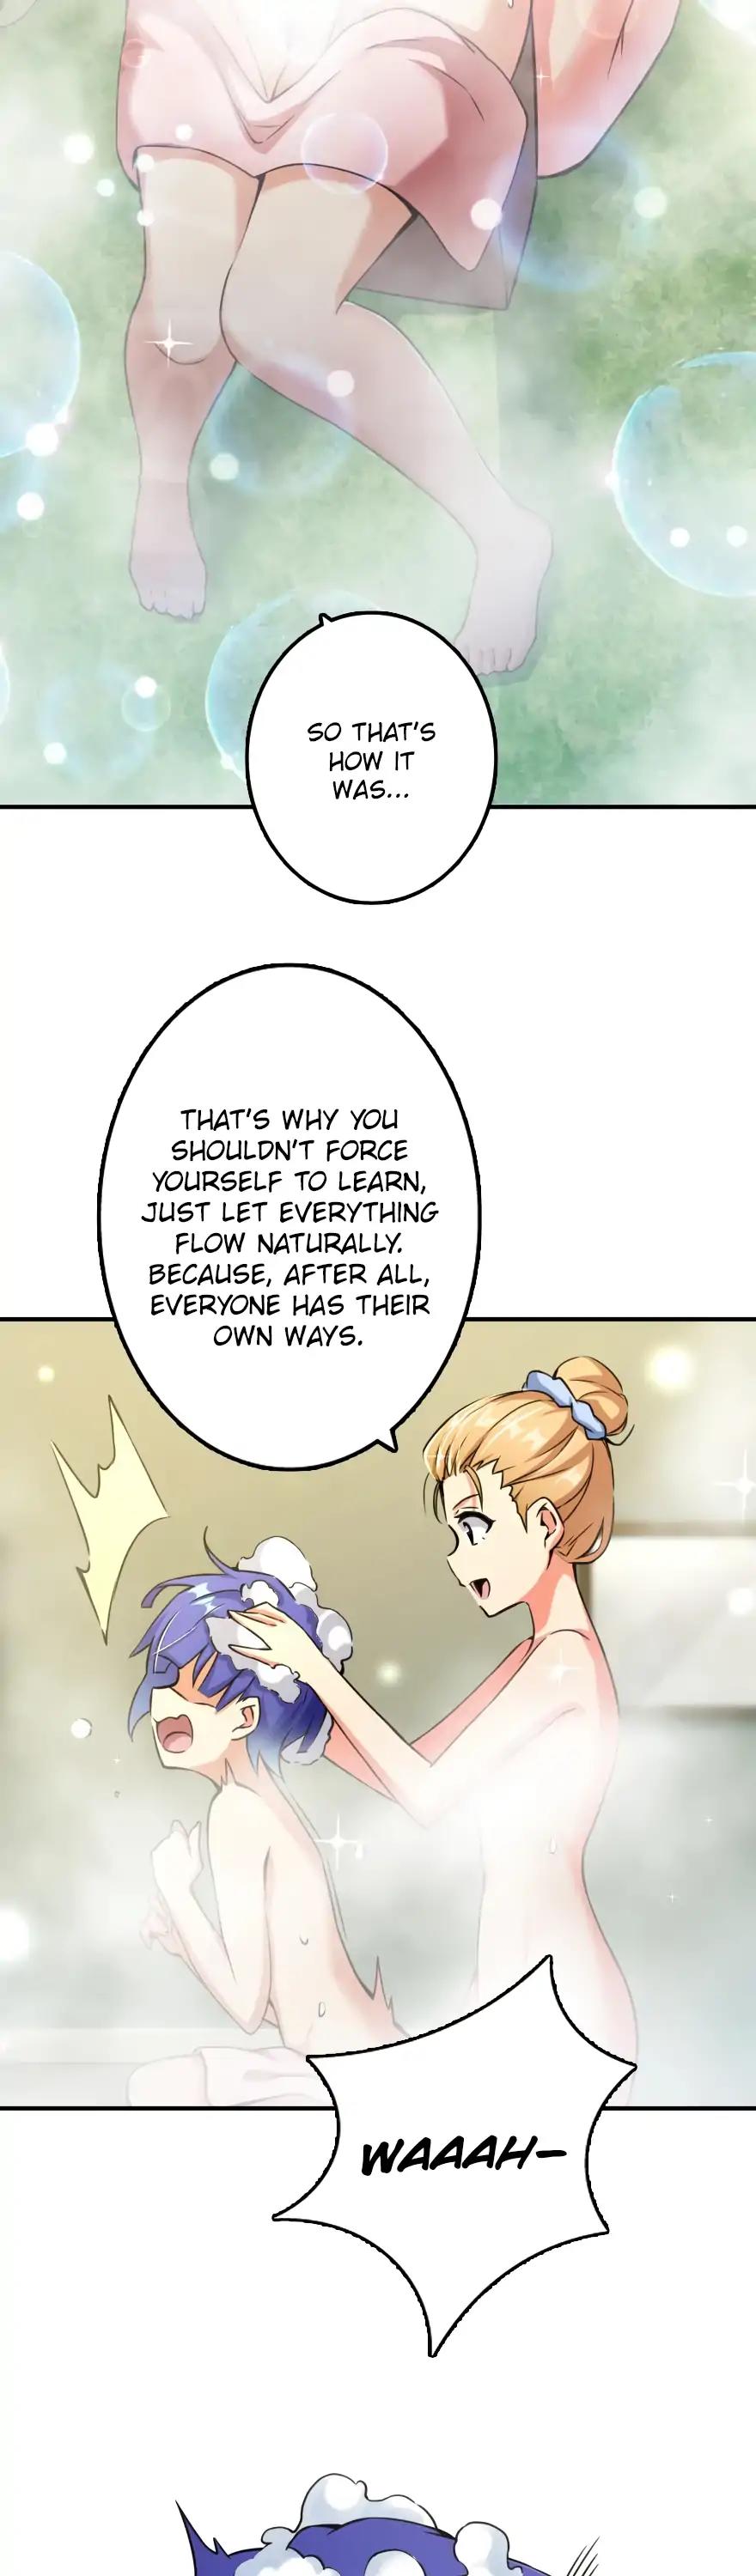 SO THAT'S
HOW IT
WAS...
THAT'S WHY YOU
SHOULDN'T FORCE
YOURSELF TO LEARN,
JUST LET EVERYTHING
FLOW NATURALLY.
BECAUSE, AFTER ALL,
EVERYONE HAS THEIR
OWN WAYS.
WAAAH-